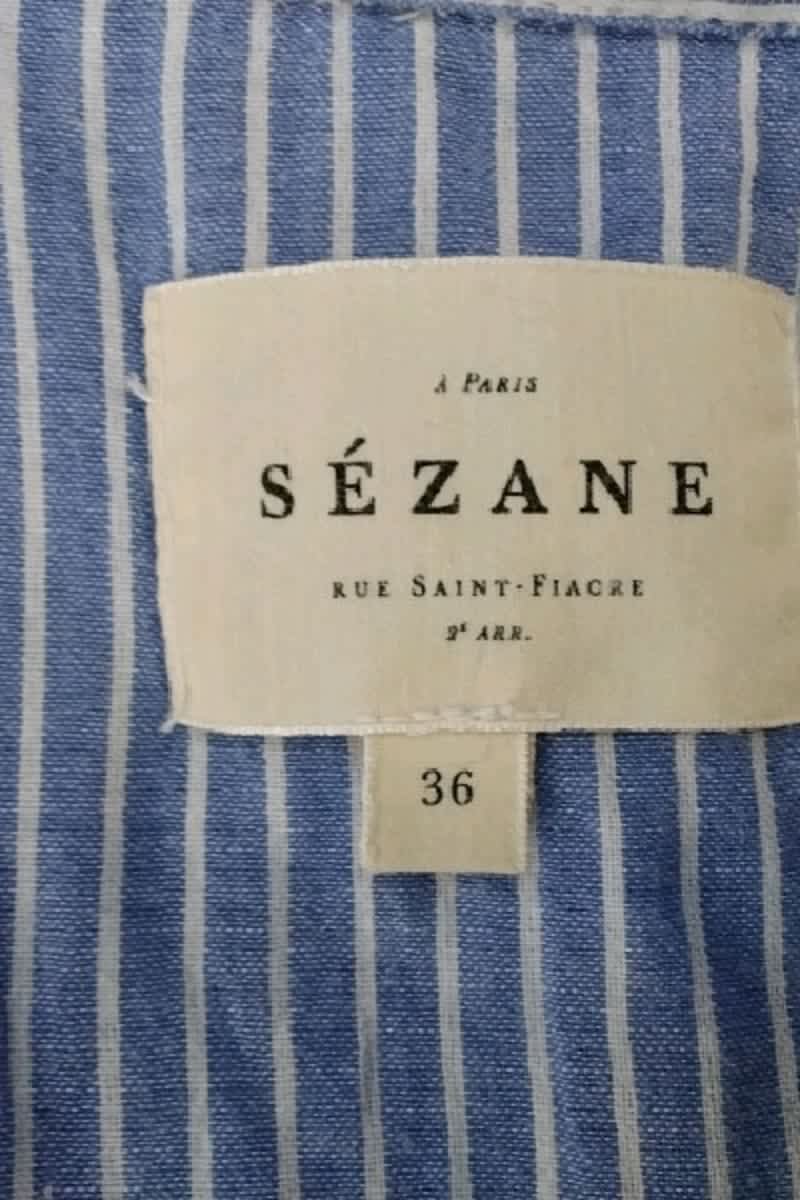 À PARIS
SÉZANE
RUE SAINT-FIACRE
2e ARR.
36